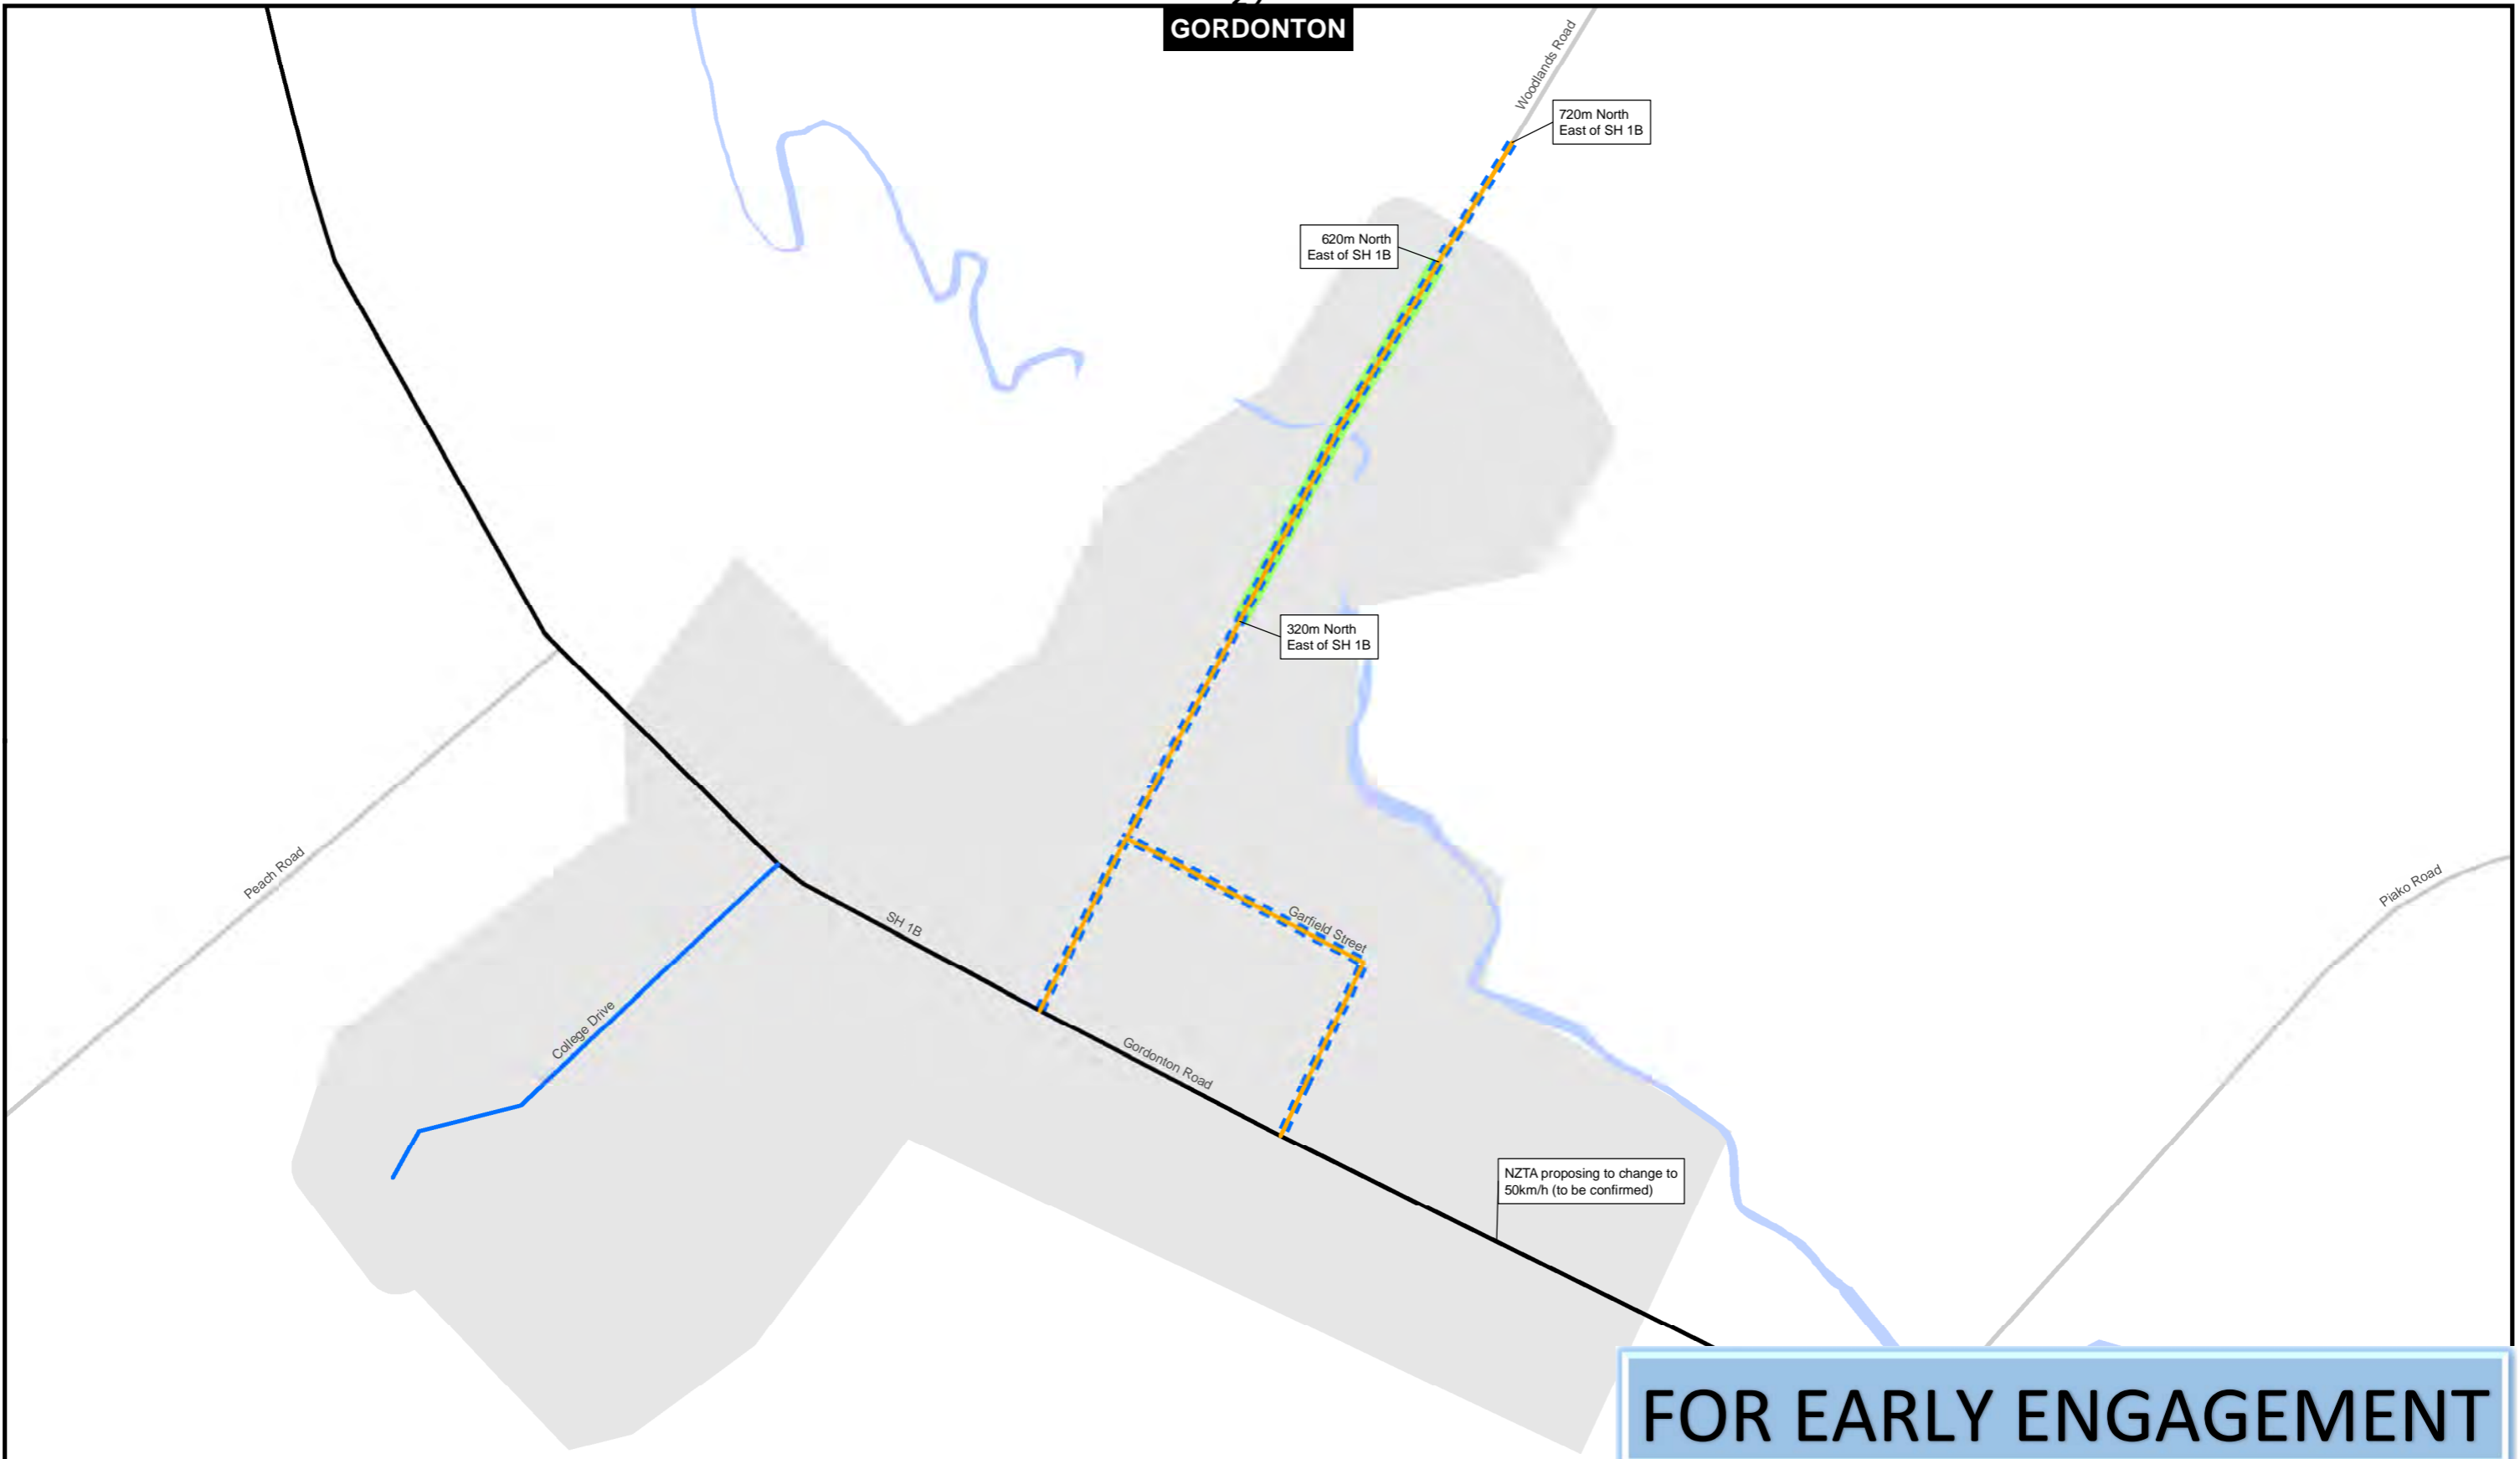 GORDONTON
Woodlands Road
720m North
East of SH 1B
620m North
East of SH 1B
320m North
East of SH 1B
Peach Road
Piako Road
SH 1B
Garfield Street
College Drive
Gordonton Road
NZTA proposing to change to
50km/h (to be confirmed)
FOR EARLY ENGAGEMENT